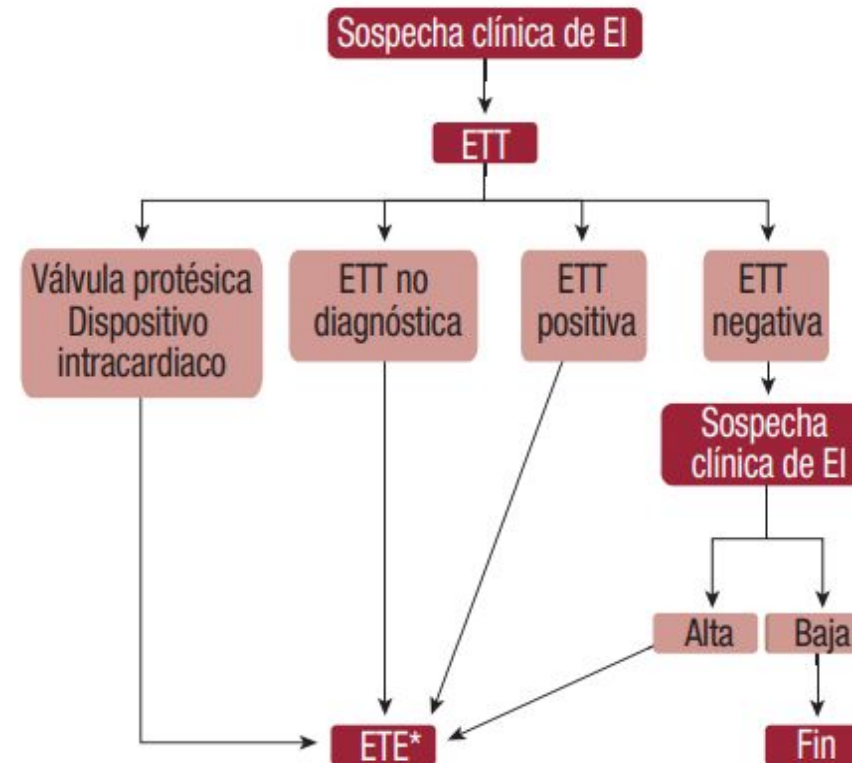 Sospecha clínica de EI
ETT
Válvula protésica
Dispositivo
intracardiaco
ETT no
diagnóstica
ETT
positiva
ETT
negativa
Sospecha
clínica de EI
Alta
Baja
ETE*
Fin